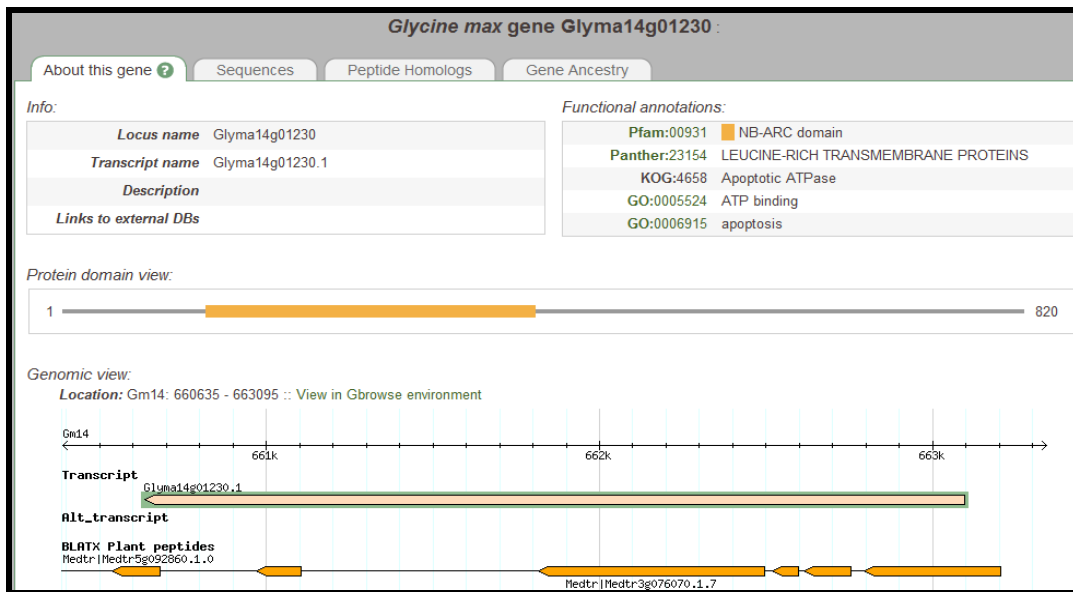 Glycine max gene Glyma14g01230 :
About this gene ?
Sequences
Peptide Homologs
Gene Ancestry
Info:
Locus name Glyma14g01230
Transcript name Glyma14g01230.1
Description
Links to external DBs
Functional annotations:
Pfam:00931 NB-ARC domain
Panther:23154 LEUCINE-RICH TRANSMEMBRANE PROTEINS
KOG:4658 Apoptotic ATPase
GO:0005524 ATP binding
GO:0006915 apoptosis
Protein domain view:
1 820
Genomic view:
Location: Gm14: 660635 - 663095 :: View in Gbrowse environment
Gm14
661k 662k 663k
Transcript
Glyma14g01230.1
Alt_transcript
BLATX Plant peptides
Medtr|Medtr5g092860.1.0
Medtr|Medtr3g076070.1.7